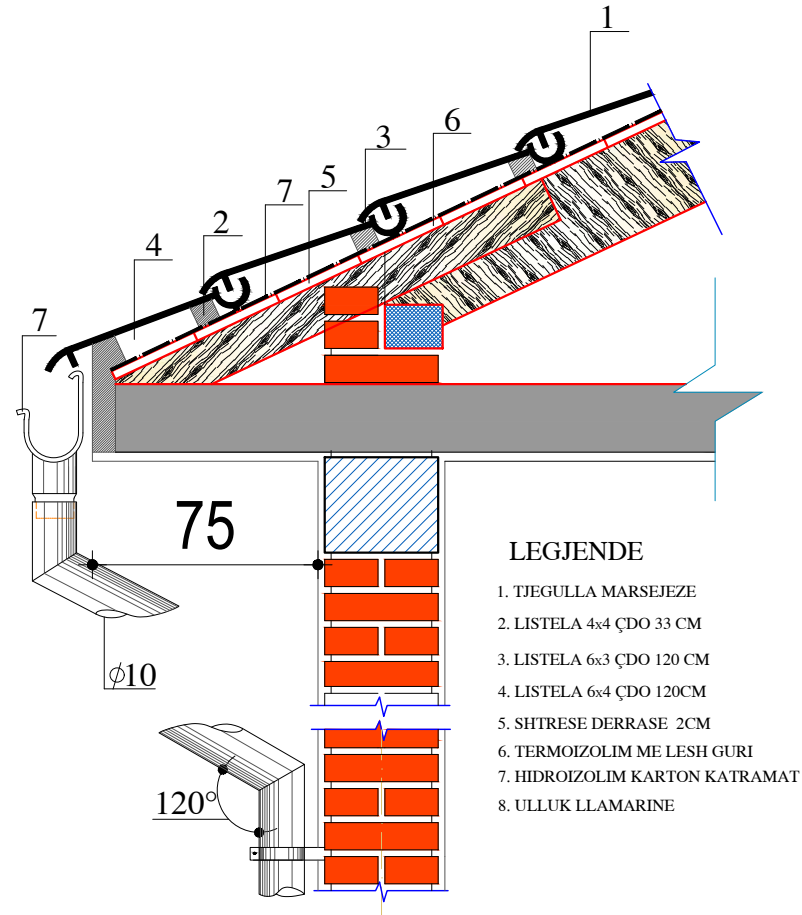 1
3
6
5
7
2
4
7
75
LEGJENDE
1. TJEGULLA MARSEJEZE
2. LISTELA 4x4 ÇDO 33 CM
3. LISTELA 6x3 ÇDO 120 CM
4. LISTELA 6x4 ÇDO 120CM
5. SHTRESE DERRASE 2CM
6. TERMOIZOLIM ME LESH GURI
7. HIDROIZOLIM KARTON KATRAMAT
8. ULLUK LLAMARINE
ϕ10
120°